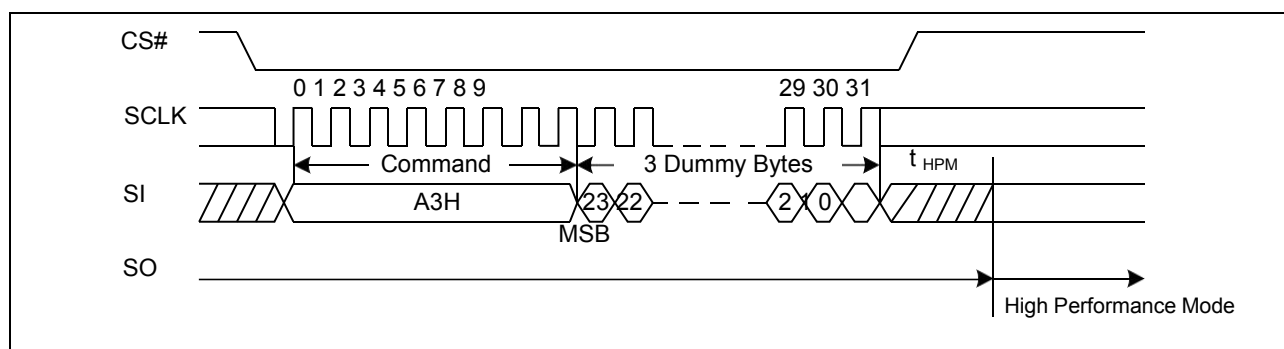 CS#
0 1 2 3 4 5 6 7 8 9 29 30 31
SCLK
Command 3 Dummy Bytes t HPM
SI A3H 23 22 2 1 0
MSB
SO
High Performance Mode